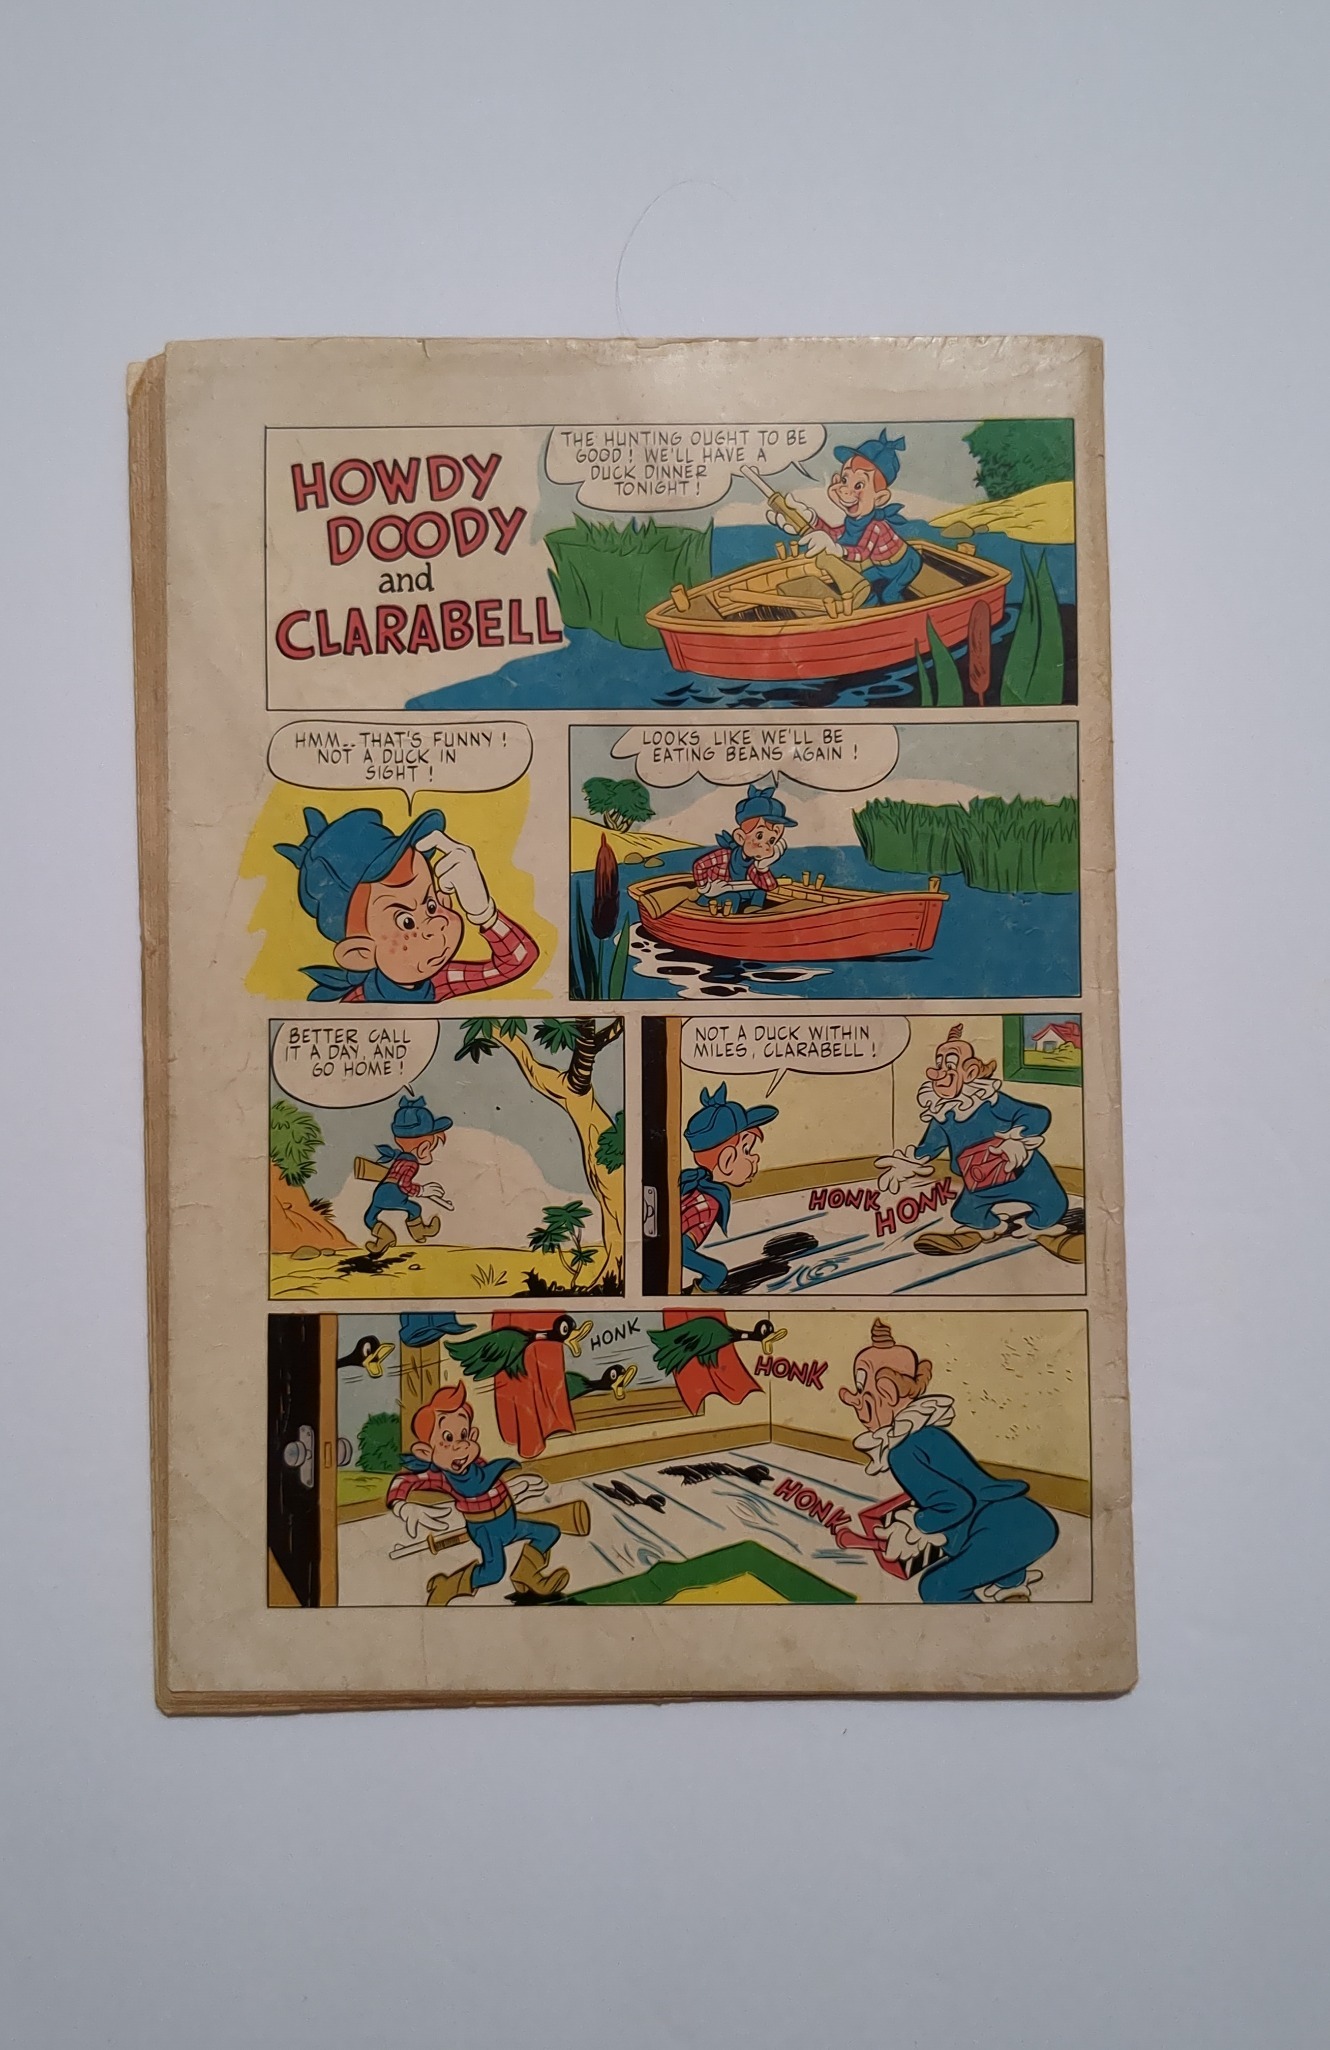 HOWDY
DOODY
and
CLARABELL
THE HUNTING OUGHT TO BE
GOOD! WE'LL HAVE A
DUCK DINNER
TONIGHT!
HMM.. THAT'S FUNNY!
NOT A DUCK IN
SIGHT!
LOOKS LIKE WE'LL BE
EATING BEANS AGAIN!
BETTER CALL
IT A DAY, AND
GO HOME!
NOT A DUCK WITHIN
MILES, CLARABELL!
HONK
HONK
HONK
HONK
HONK